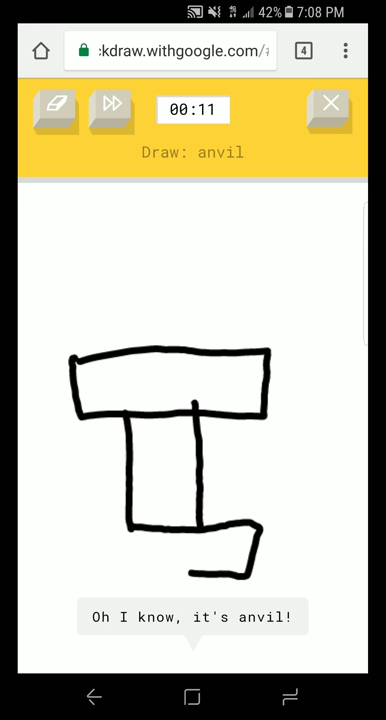 42% 7:08 PM
:kdraw.withgoogle.com/
4
00:11
Draw: anvil
Oh I know, it's anvil!